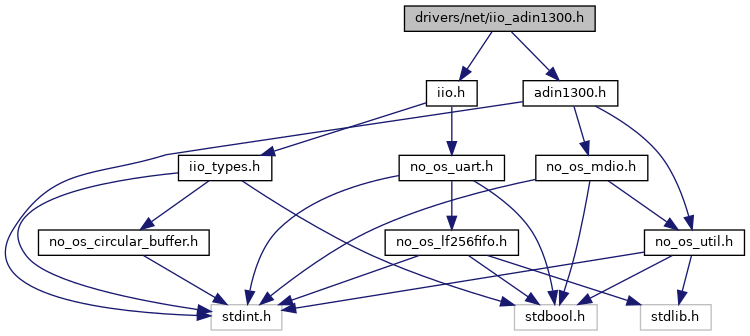 drivers/net/iio_adin1300.h
iio.h
adin1300.h
iio_types.h
no_os_uart.h
no_os_mdio.h
no_os_circular_buffer.h
no_os_lf256fifo.h
no_os_util.h
stdint.h
stdbool.h
stdlib.h